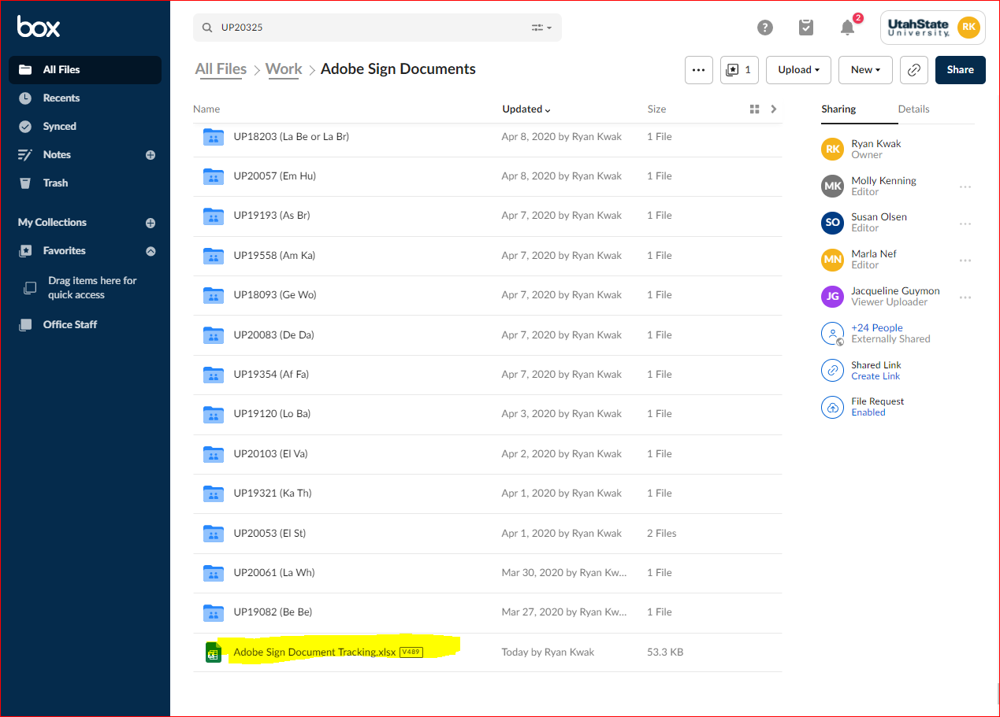 box
UP20325
2
UtahState
University
RK
All Files
Recents
Synced
Notes
Trash
My Collections
Favorites
Drag items here for
quick access
Office Staff
All Files > Work > Adobe Sign Documents
... 1 Upload New Share
Name Updated Size
UP18203 (La Be or La Br) Apr 8, 2020 by Ryan Kwak 1 File
UP20057 (Em Hu) Apr 8, 2020 by Ryan Kwak 1 File
UP19193 (As Br) Apr 7, 2020 by Ryan Kwak 1 File
UP19558 (Am Ka) Apr 7, 2020 by Ryan Kwak 1 File
UP18093 (Ge Wo) Apr 7, 2020 by Ryan Kwak 1 File
UP20083 (De Da) Apr 7, 2020 by Ryan Kwak 1 File
UP19354 (Af Fa) Apr 7, 2020 by Ryan Kwak 1 File
UP19120 (Lo Ba) Apr 3, 2020 by Ryan Kwak 1 File
UP20103 (El Va) Apr 2, 2020 by Ryan Kwak 1 File
UP19321 (Ka Th) Apr 1, 2020 by Ryan Kwak 1 File
UP20053 (El St) Apr 1, 2020 by Ryan Kwak 2 Files
UP20061 (La Wh) Mar 30, 2020 by Ryan Kw... 1 File
UP19082 (Be Be) Mar 27, 2020 by Ryan Kw... 1 File
Adobe Sign Document Tracking.xlsx V489 Today by Ryan Kwak 53.3 KB
Sharing Details
RK Ryan Kwak
Owner
MK Molly Kenning
Editor
SO Susan Olsen
Editor
MN Marla Nef
Editor
JG Jacqueline Guymon
Viewer Uploader
+24 People
Externally Shared
Shared Link
Create Link
File Request
Enabled